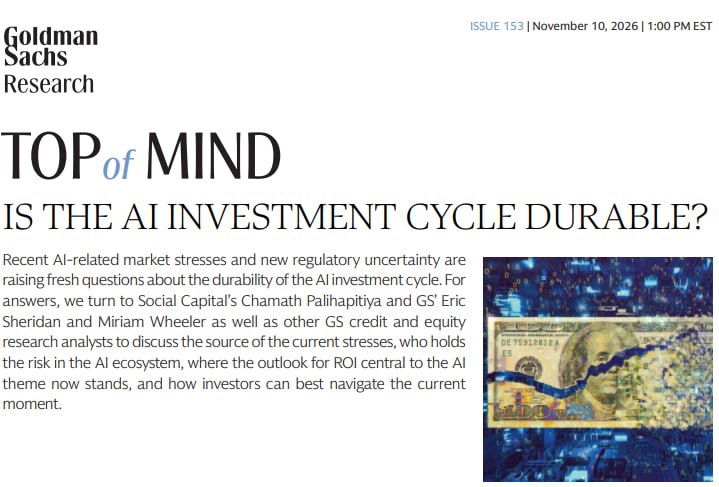 ISSUE 153 | November 10, 2026 | 1:00 PM EST
Goldman
Sachs
Research
TOP of MIND
IS THE AI INVESTMENT CYCLE DURABLE?
Recent AI-related market stresses and new regulatory uncertainty are
raising fresh questions about the durability of the AI investment cycle. For
answers, we turn to Social Capital's Chamath Palihapitiya and GS' Eric
Sheridan and Miriam Wheeler as well as other GS credit and equity
research analysts to discuss the source of the current stresses, who holds
the risk in the AI ecosystem, where the outlook for ROI central to the AI
theme now stands, and how investors can best navigate the current
moment.
DE 75912812 A
E5
100